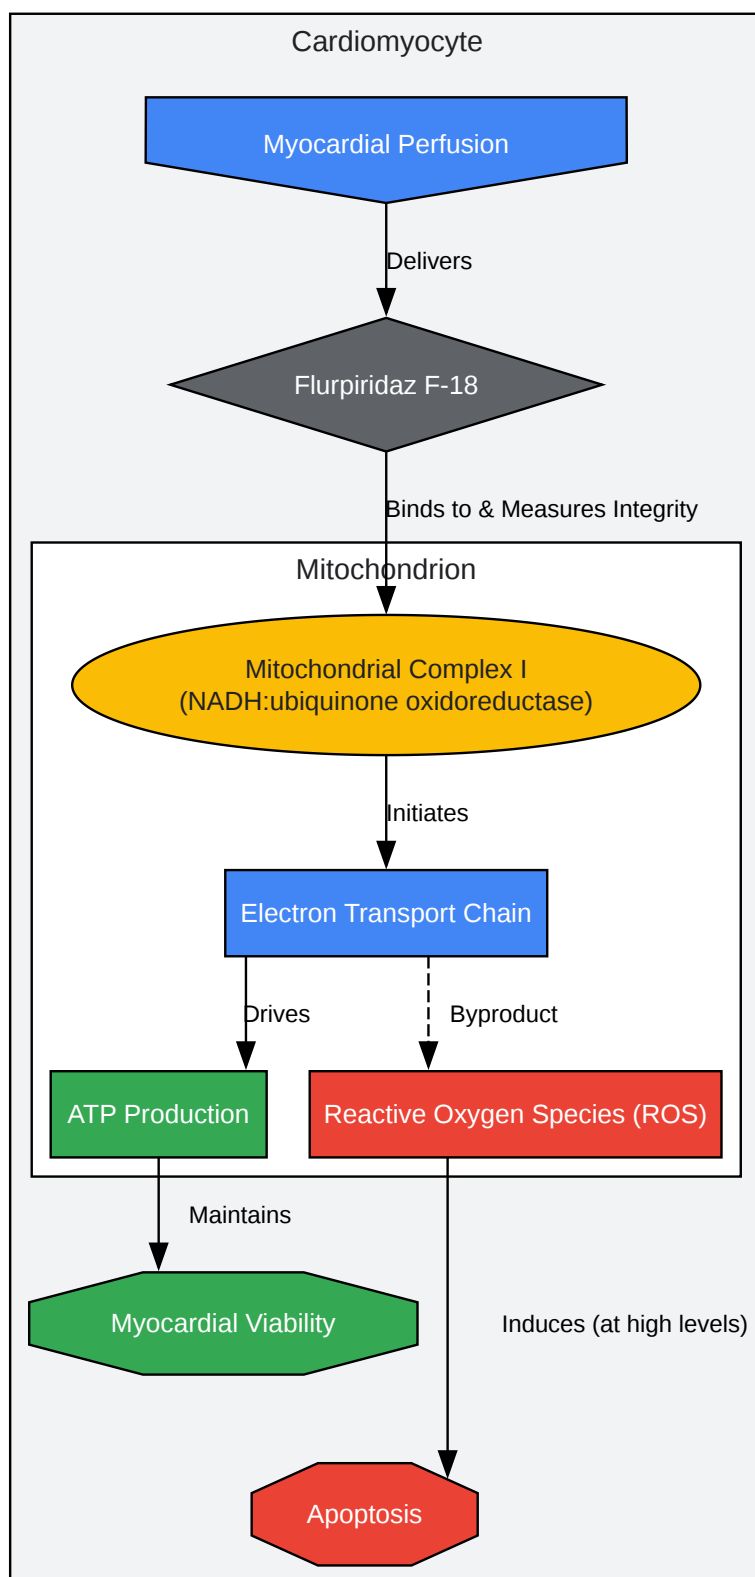 Cardiomyocyte
Myocardial Perfusion
Delivers
Flurpiridaz F-18
Binds to & Measures Integrity
Mitochondrion
Mitochondrial Complex I
(NADH:ubiquinone oxidoreductase)
Initiates
Electron Transport Chain
Drives
Byproduct
ATP Production
Reactive Oxygen Species (ROS)
Maintains
Myocardial Viability
Induces (at high levels)
Apoptosis